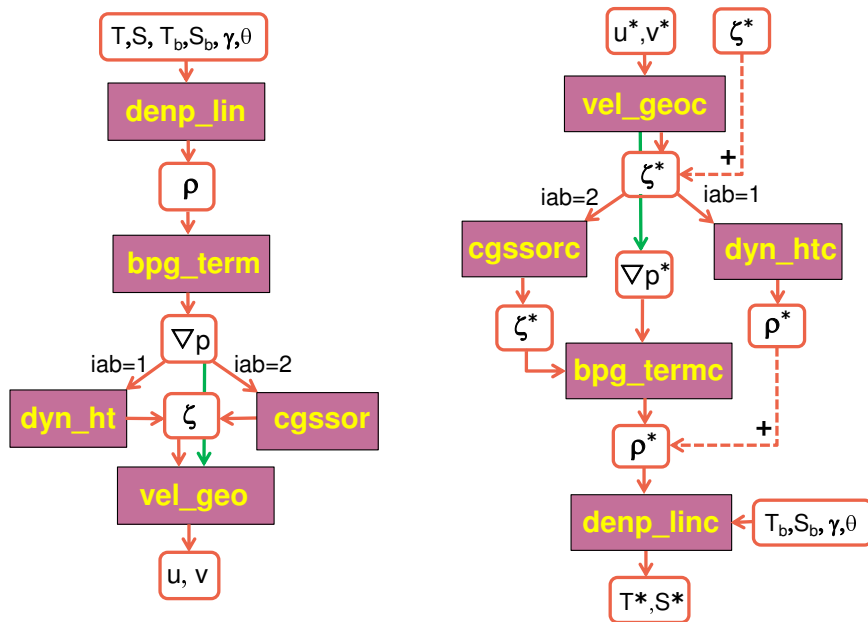 T,S, T_b,S_b, γ,θ
denp_lin
ρ
bpg_term
▽p
iab=1
iab=2
dyn_ht
ζ
cgssor
vel_geo
u, v
u*,v*
ζ*
vel_geoc
+
ζ*
iab=2
iab=1
cgssorc
▽p*
dyn_htc
ζ*
ρ*
bpg_termc
+
ρ*
denp_linc
T_b,S_b,γ,θ
T*,S*